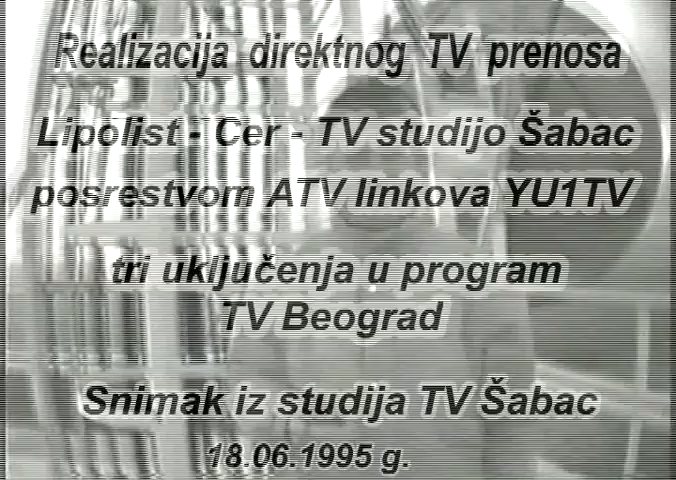 Realizacija direktnog TV prenosa
Lipolist - Cer - TV studijo Šabac
posrestvom ATV linkova YU1TV
tri uključenja u program
TV Beograd
Snimak iz studija TV Šabac
18.06.1995 g.